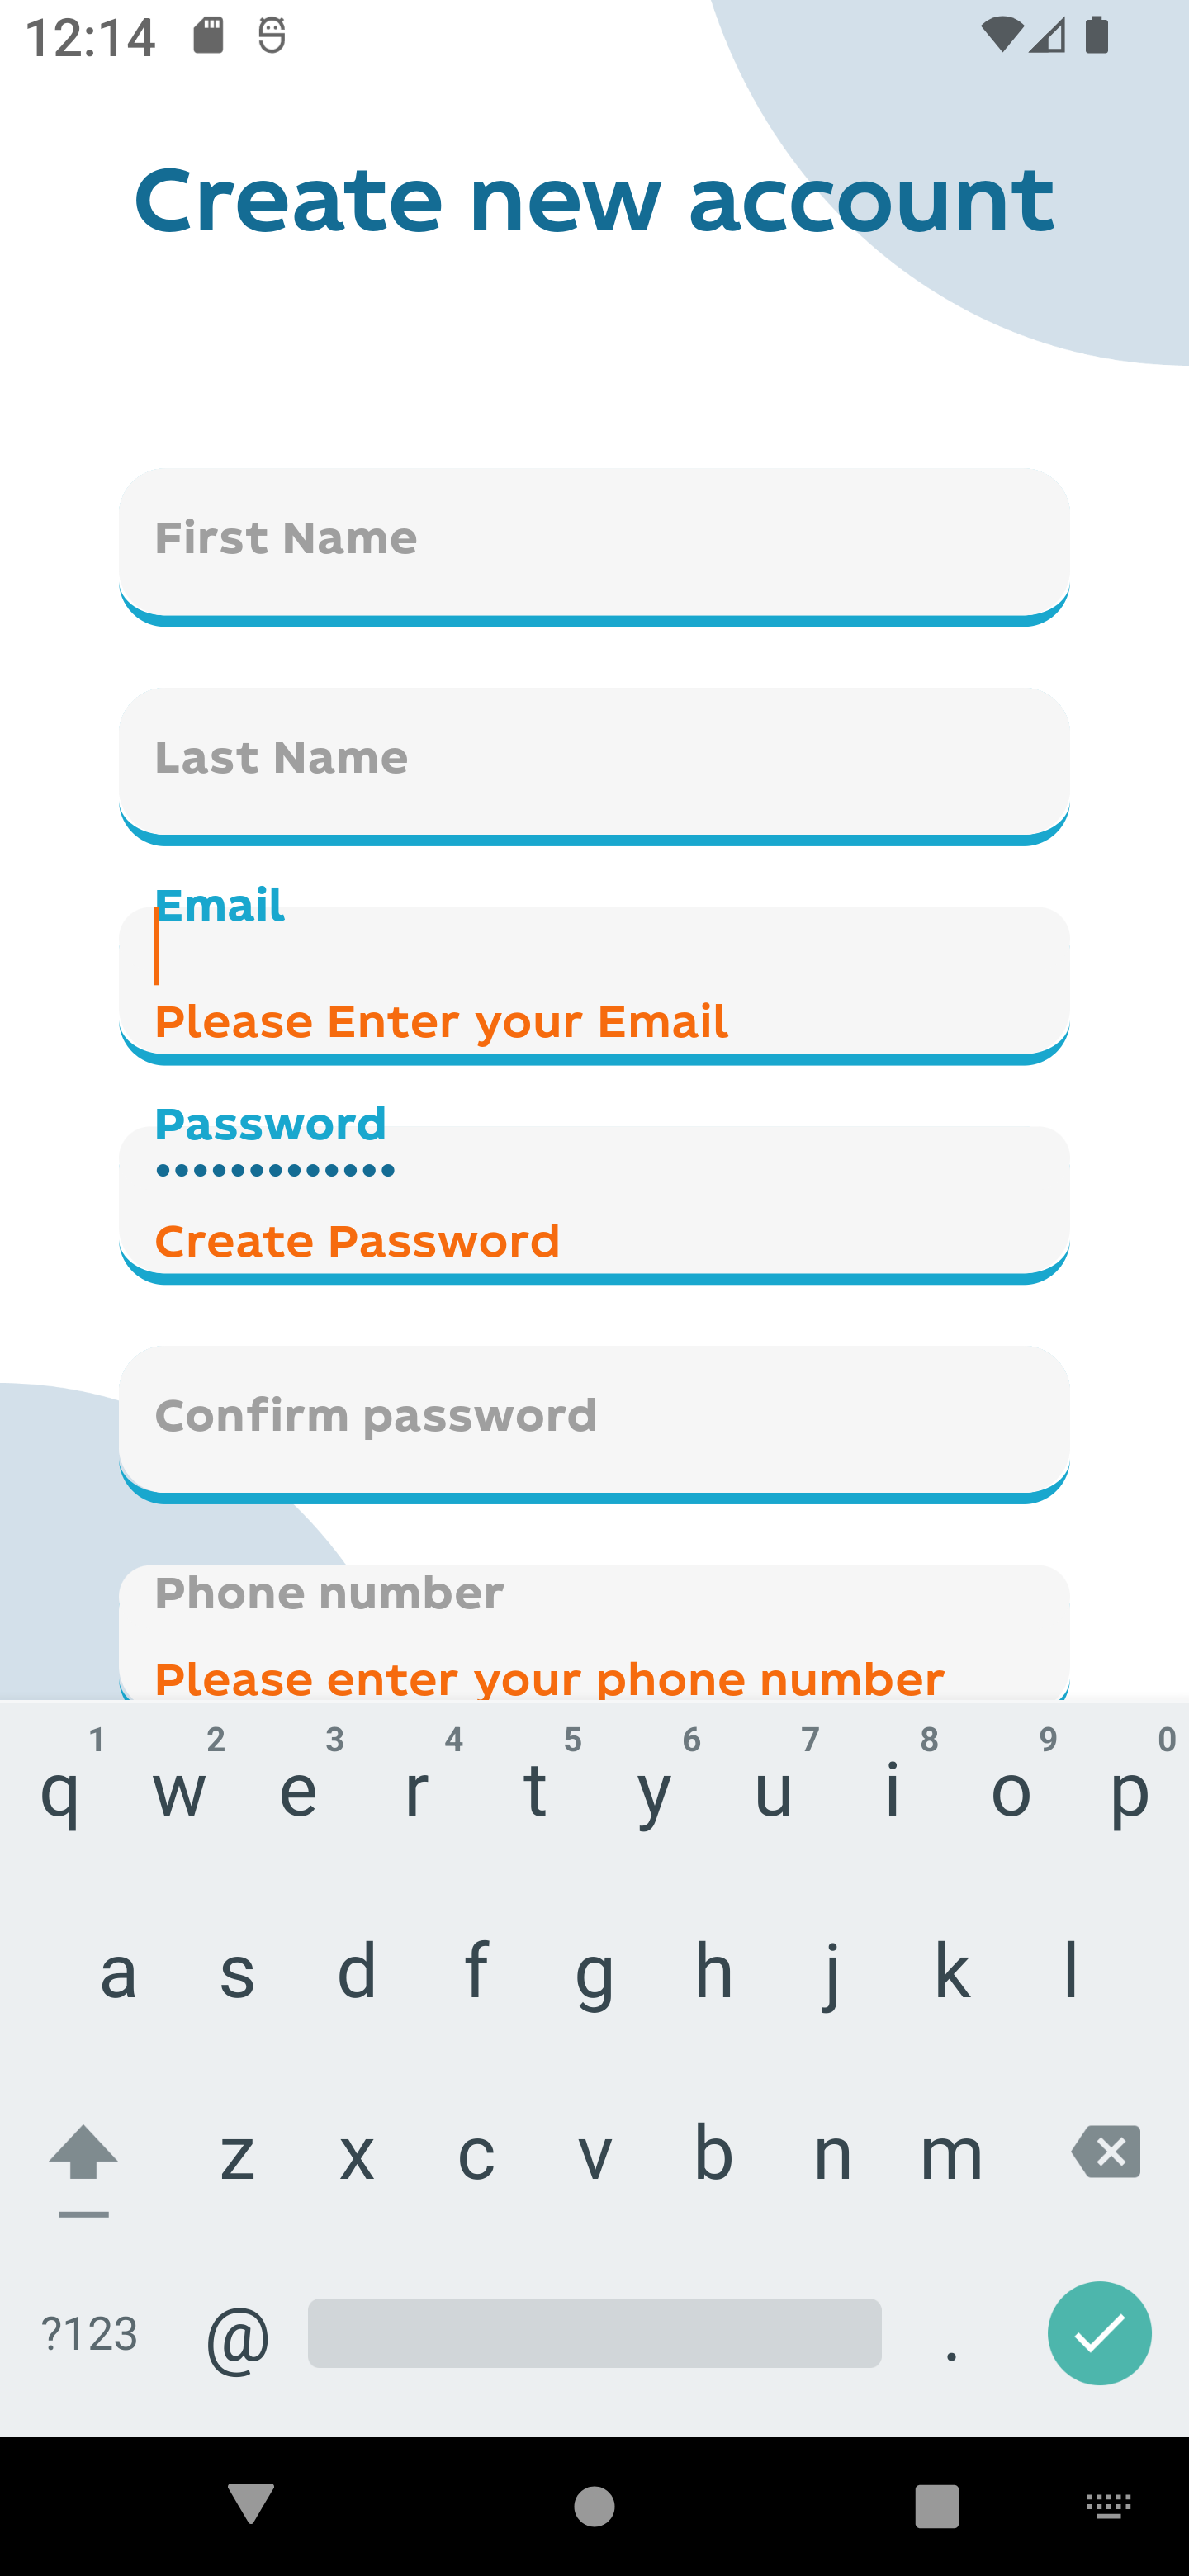 12:14
Create new account
First Name
Last Name
Email
Please Enter your Email
Password
•••••••••••••
Create Password
Confirm password
Phone number
Please enter your phone number
1 2 3 4 5 6 7 8 9 0
q w e r t y u i o p
a s d f g h j k l
z x c v b n m
?123 @ .